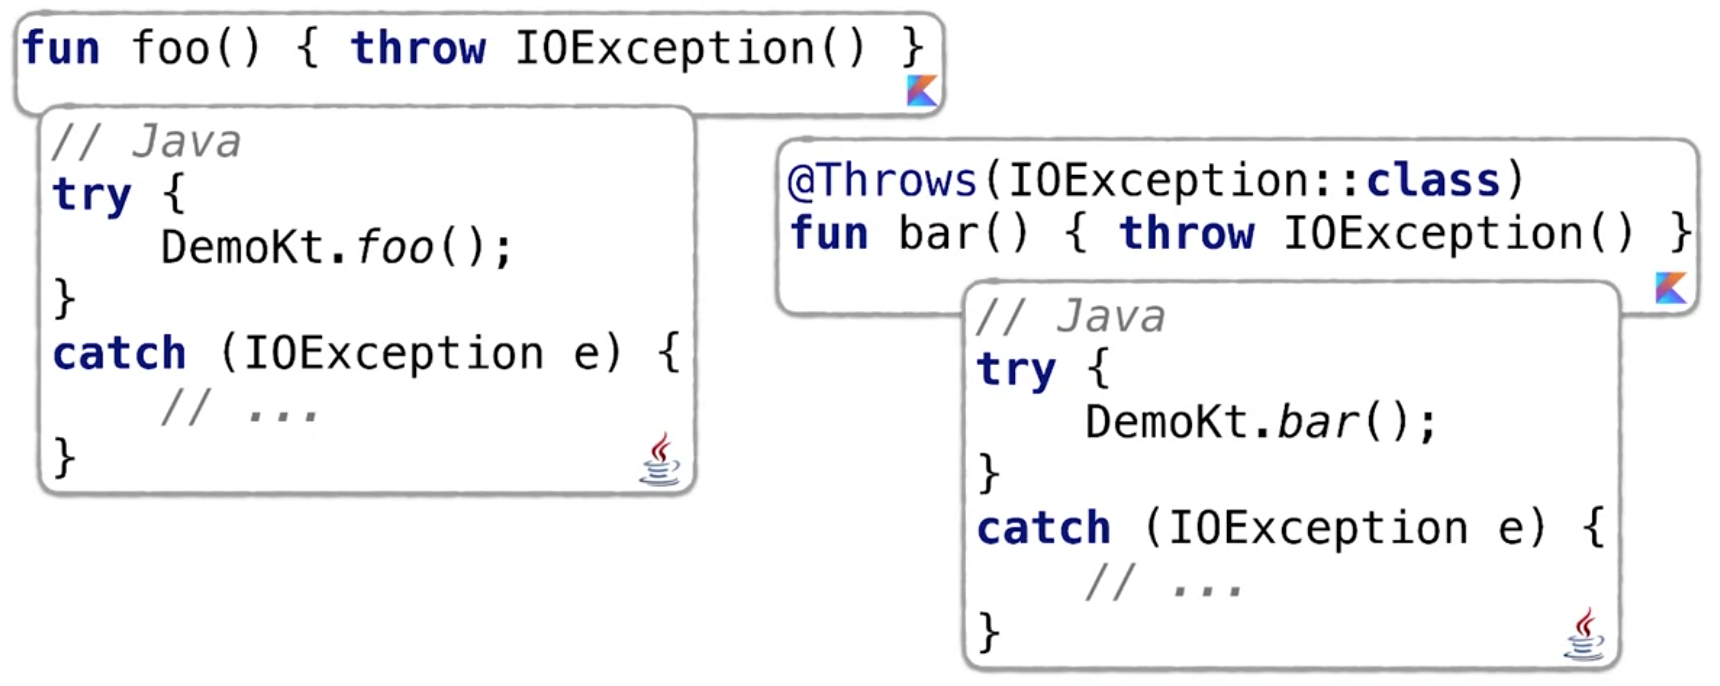 fun foo() { throw IOException() }
// Java
try {
    DemoKt.foo();
}
catch (IOException e) {
    // ...
}
@Throws(IOException::class)
fun bar() { throw IOException() }
// Java
try {
    DemoKt.bar();
}
catch (IOException e) {
    // ...
}